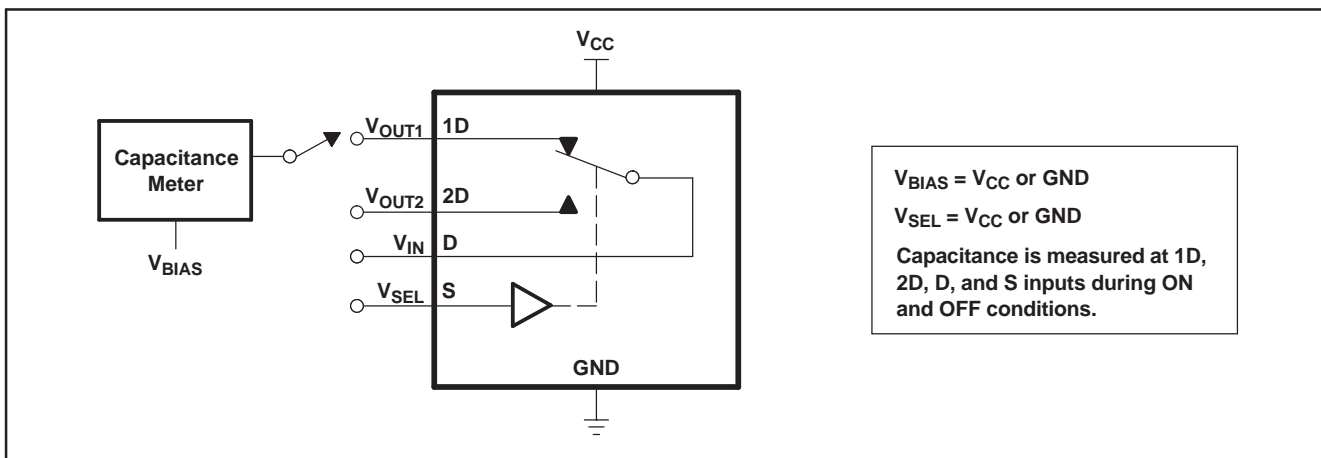 VCC
Capacitance
Meter
VBIAS
VOUT1 1D
VOUT2 2D
VIN D
VSEL S
GND
VBIAS = VCC or GND
VSEL = VCC or GND
Capacitance is measured at 1D,
2D, D, and S inputs during ON
and OFF conditions.